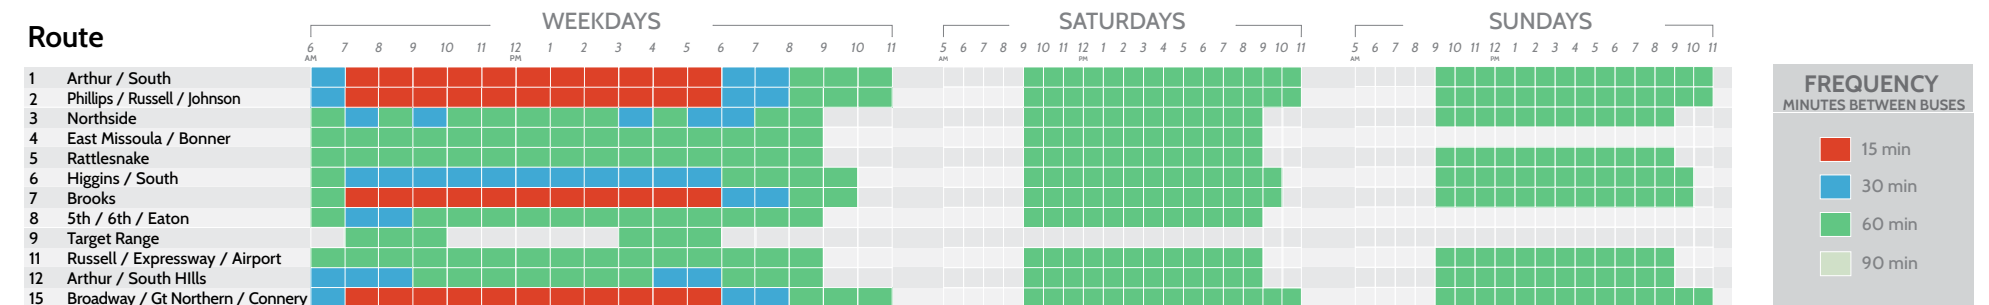 WEEKDAYS SATURDAYS SUNDAYS
Route
6 7 8 9 10 11 12 1 2 3 4 5 6 7 8 9 10 11 5 6 7 8 9 10 11 12 1 2 3 4 5 6 7 8 9 10 11 5 6 7 8 9 10 11 12 1 2 3 4 5 6 7 8 9 10 11
AM PM AM PM AM PM
1 Arthur / South
2 Phillips / Russell / Johnson
3 Northside
4 East Missoula / Bonner
5 Rattlesnake
6 Higgins / South
7 Brooks
8 5th / 6th / Eaton
9 Target Range
11 Russell / Expressway / Airport
12 Arthur / South HIlls
15 Broadway / Gt Northern / Connery
FREQUENCY
MINUTES BETWEEN BUSES
15 min
30 min
60 min
90 min